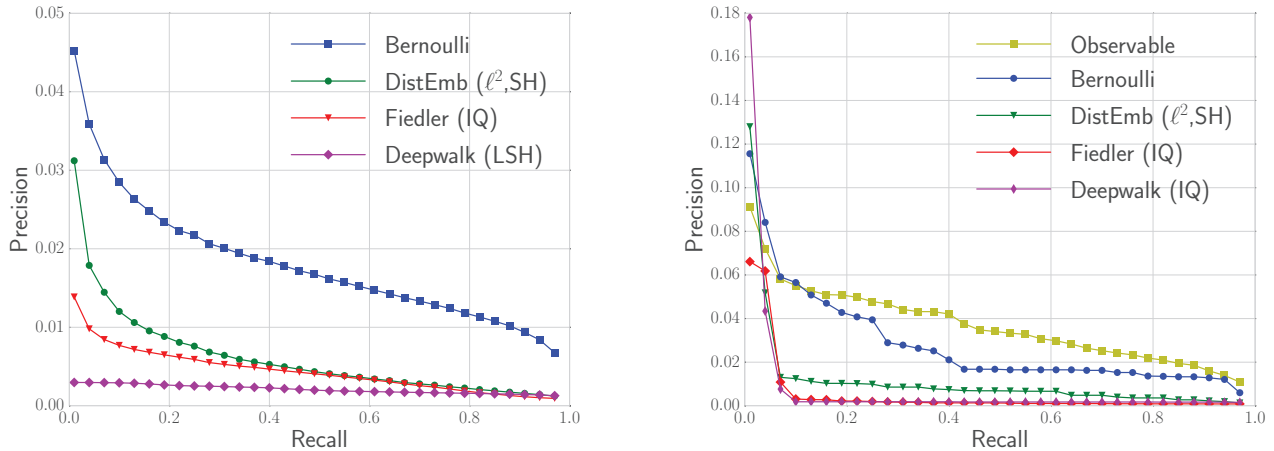 0.05
0.04
0.03
0.02
0.01
0.00
Precision
Bernoulli
DistEmb (ℓ²,SH)
Fiedler (IQ)
Deepwalk (LSH)
0.0 0.2 0.4 0.6 0.8 1.0
Recall
0.18
0.16
0.14
0.12
0.10
0.08
0.06
0.04
0.02
0.00
Precision
Observable
Bernoulli
DistEmb (ℓ²,SH)
Fiedler (IQ)
Deepwalk (IQ)
0.0 0.2 0.4 0.6 0.8 1.0
Recall